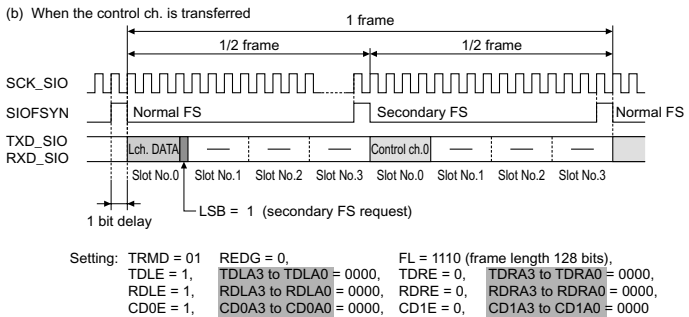 (b) When the control ch. is transferred
1 frame
1/2 frame
1/2 frame
SCK_SIO
SIOFSYN
Normal FS
Secondary FS
Normal FS
TXD_SIO
RXD_SIO
Lch. DATA
Control ch.0
Slot No.0
Slot No.1
Slot No.2
Slot No.3
Slot No.0
Slot No.1
Slot No.2
Slot No.3
LSB = 1 (secondary FS request)
1 bit delay
Setting: TRMD = 01 REDG = 0, FL = 1110 (frame length 128 bits),
TDLE = 1, TDLA3 to TDLA0 = 0000, TDRE = 0, TDRA3 to TDRA0 = 0000,
RDLE = 1, RDLA3 to RDLA0 = 0000, RDRE = 0, RDRA3 to RDRA0 = 0000,
CD0E = 1, CD0A3 to CD0A0 = 0000, CD1E = 0, CD1A3 to CD1A0 = 0000